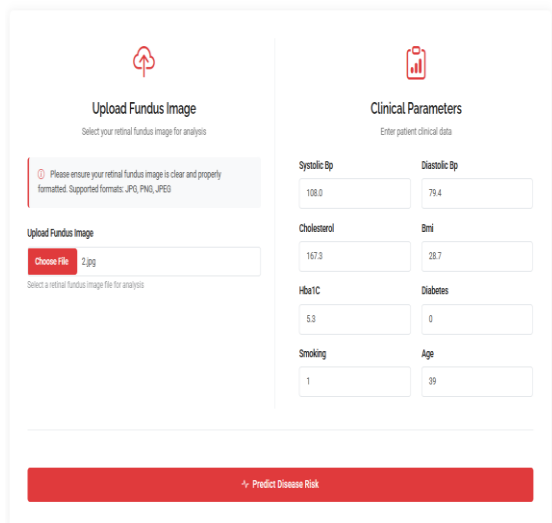 Upload Fundus Image
Select your retinal fundus image for analysis
Please ensure your retinal fundus image is clear and properly
formatted. Supported formats: JPG, PNG, JPEG
Upload Fundus Image
Choose File 2.jpg
Select a retinal fundus image file for analysis
Clinical Parameters
Enter patient clinical data
Systolic Bp Diastolic Bp
108.0 79.4
Cholesterol Bmi
167.3 28.7
Hba1C Diabetes
5.3 0
Smoking Age
1 39
Predict Disease Risk